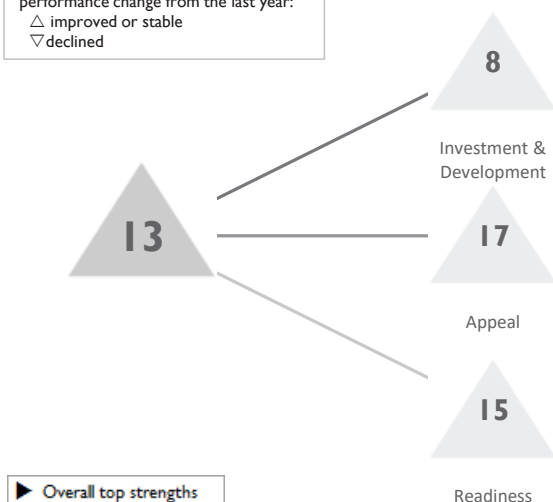 performance change from the last year:
△ improved or stable
▽ declined
8
Investment &
Development
13
17
Appeal
15
Readiness
▶ Overall top strengths